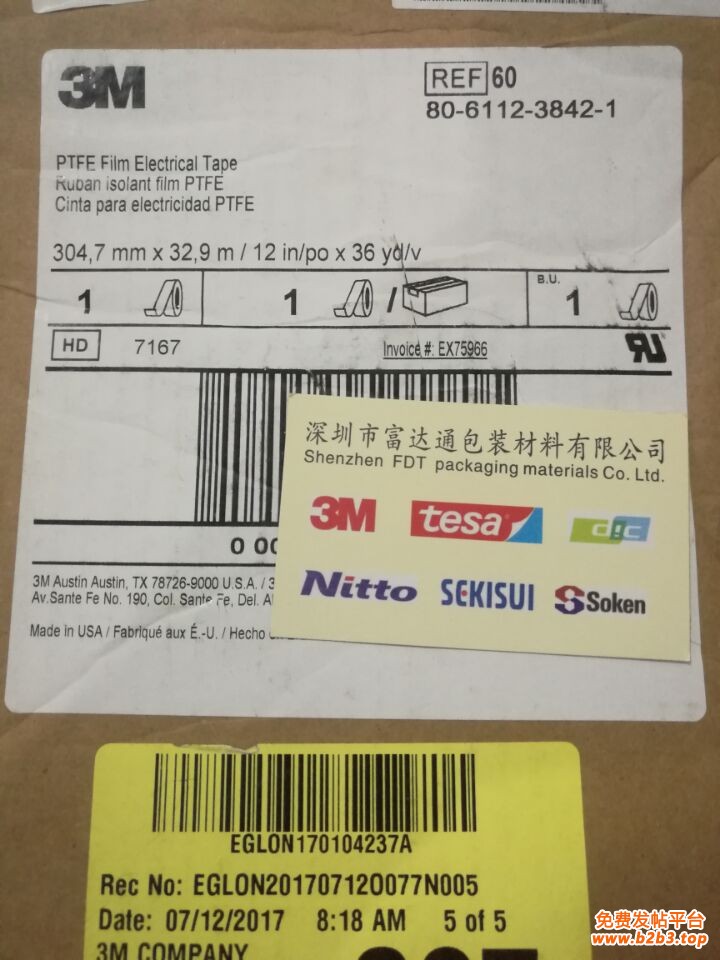 3M
REF 60
80-6112-3842-1
PTFE Film Electrical Tape
Ruban isolant film PTFE
Cinta para electricidad PTFE
304,7 mm x 32,9 m / 12 in/po x 36 yd/v
1 1 / B.U. 1
HD 7167 Invoice #: EX75966
深圳市富达通包装材料有限公司
Shenzhen FDT packaging materials Co. Ltd.
3M tesa dic
Nitto SEKISUI Soken
0 00
3M Austin Austin, TX 78726-9000 U.S.A. / 3
Av.Sante Fe No. 190, Col. Sante Fe, Del. Al
Made in USA / Fabriqué aux É.-U. / Hecho en
EGLON170104237A
Rec No: EGLON20170712O077N005
Date: 07/12/2017 8:18 AM 5 of 5
3M COMPANY
免费发帖平台
www.b2b3.top